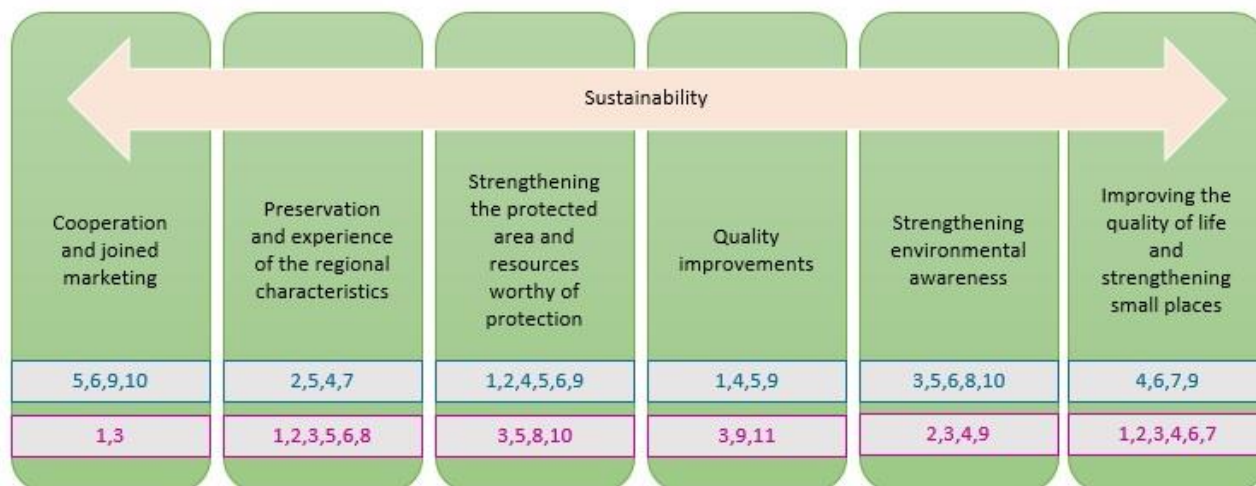 Sustainability
Cooperation
and joined
marketing
Preservation
and experience
of the regional
characteristics
Strengthening
the protected
area and
resources
worthy of
protection
Quality
improvements
Strengthening
environmental
awareness
Improving the
quality of life
and
strengthening
small places
5,6,9,10
2,5,4,7
1,2,4,5,6,9
1,4,5,9
3,5,6,8,10
4,6,7,9
1,3
1,2,3,5,6,8
3,5,8,10
3,9,11
2,3,4,9
1,2,3,4,6,7